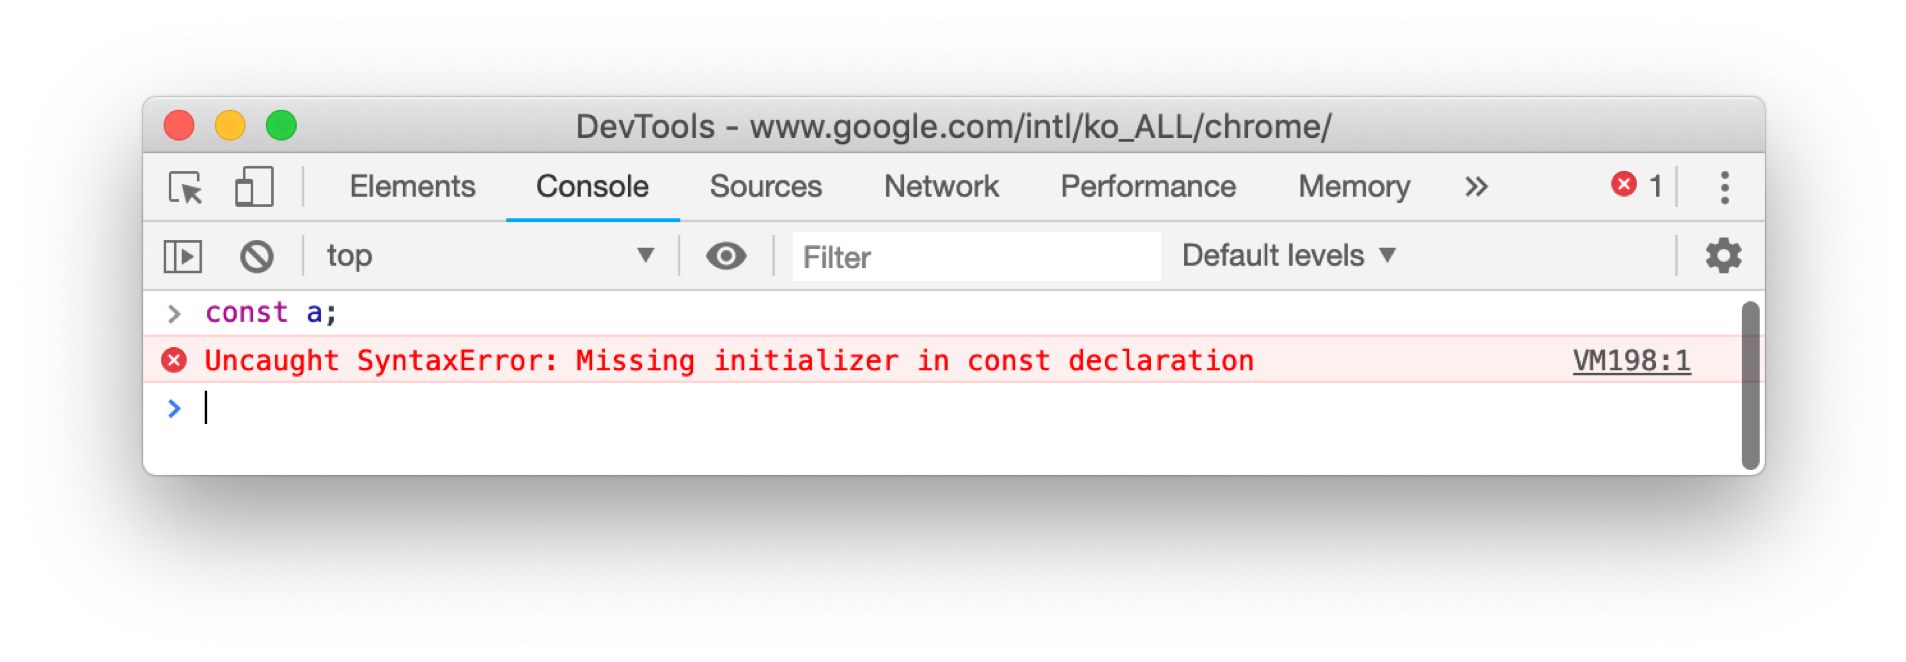 DevTools - www.google.com/intl/ko_ALL/chrome/
Elements Console Sources Network Performance Memory » 1
top Filter Default levels
> const a;
Uncaught SyntaxError: Missing initializer in const declaration VM198:1
>